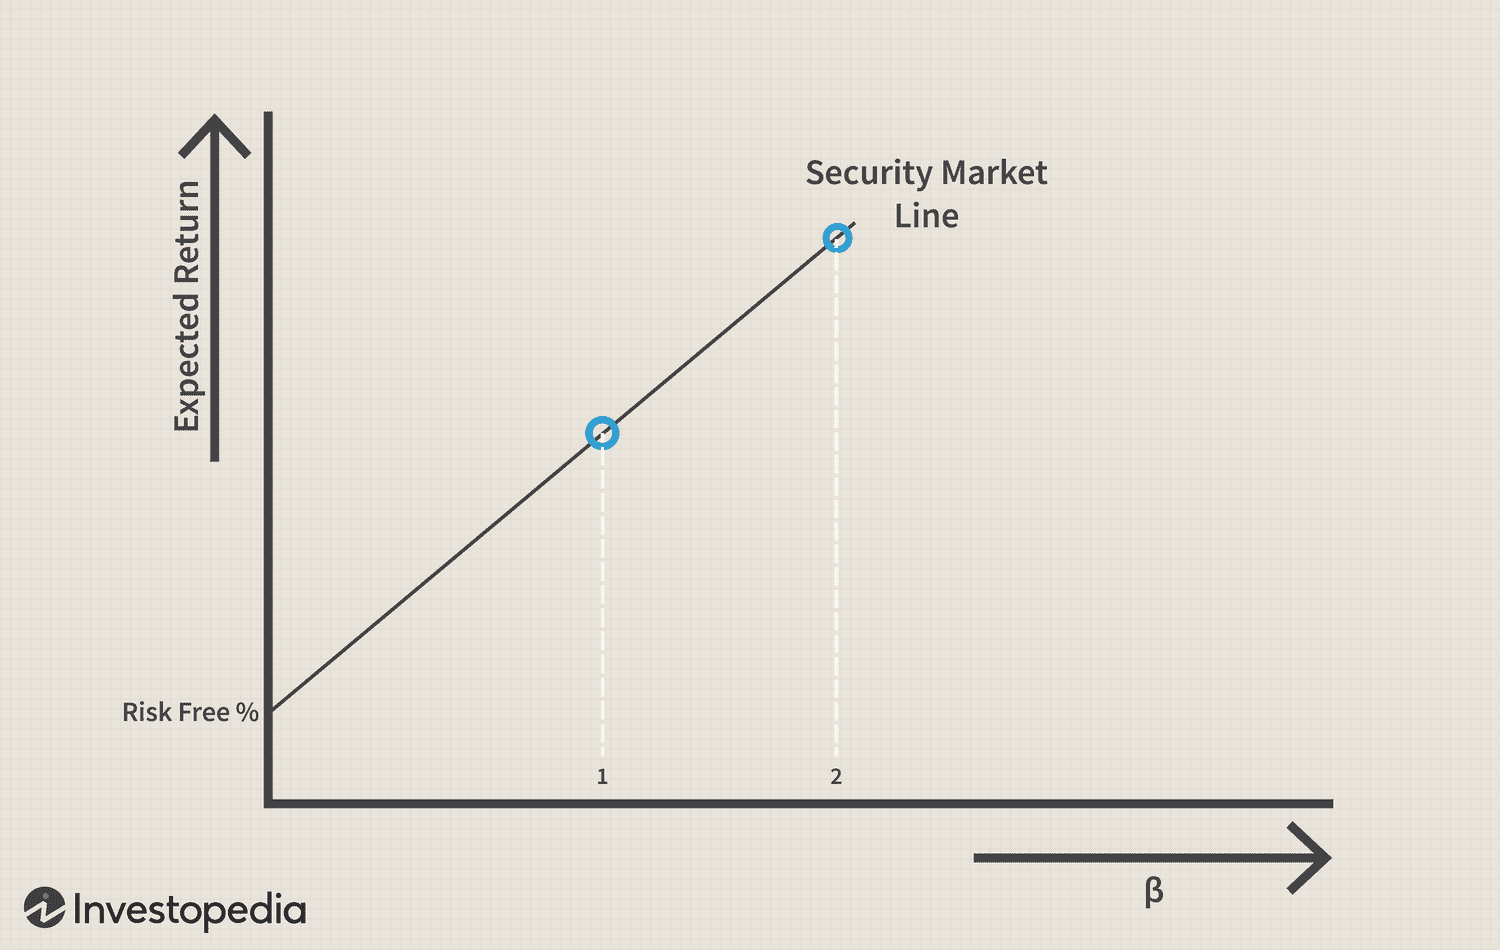 Security Market
Line
Expected Return
Risk Free %
1
2
β
Investopedia